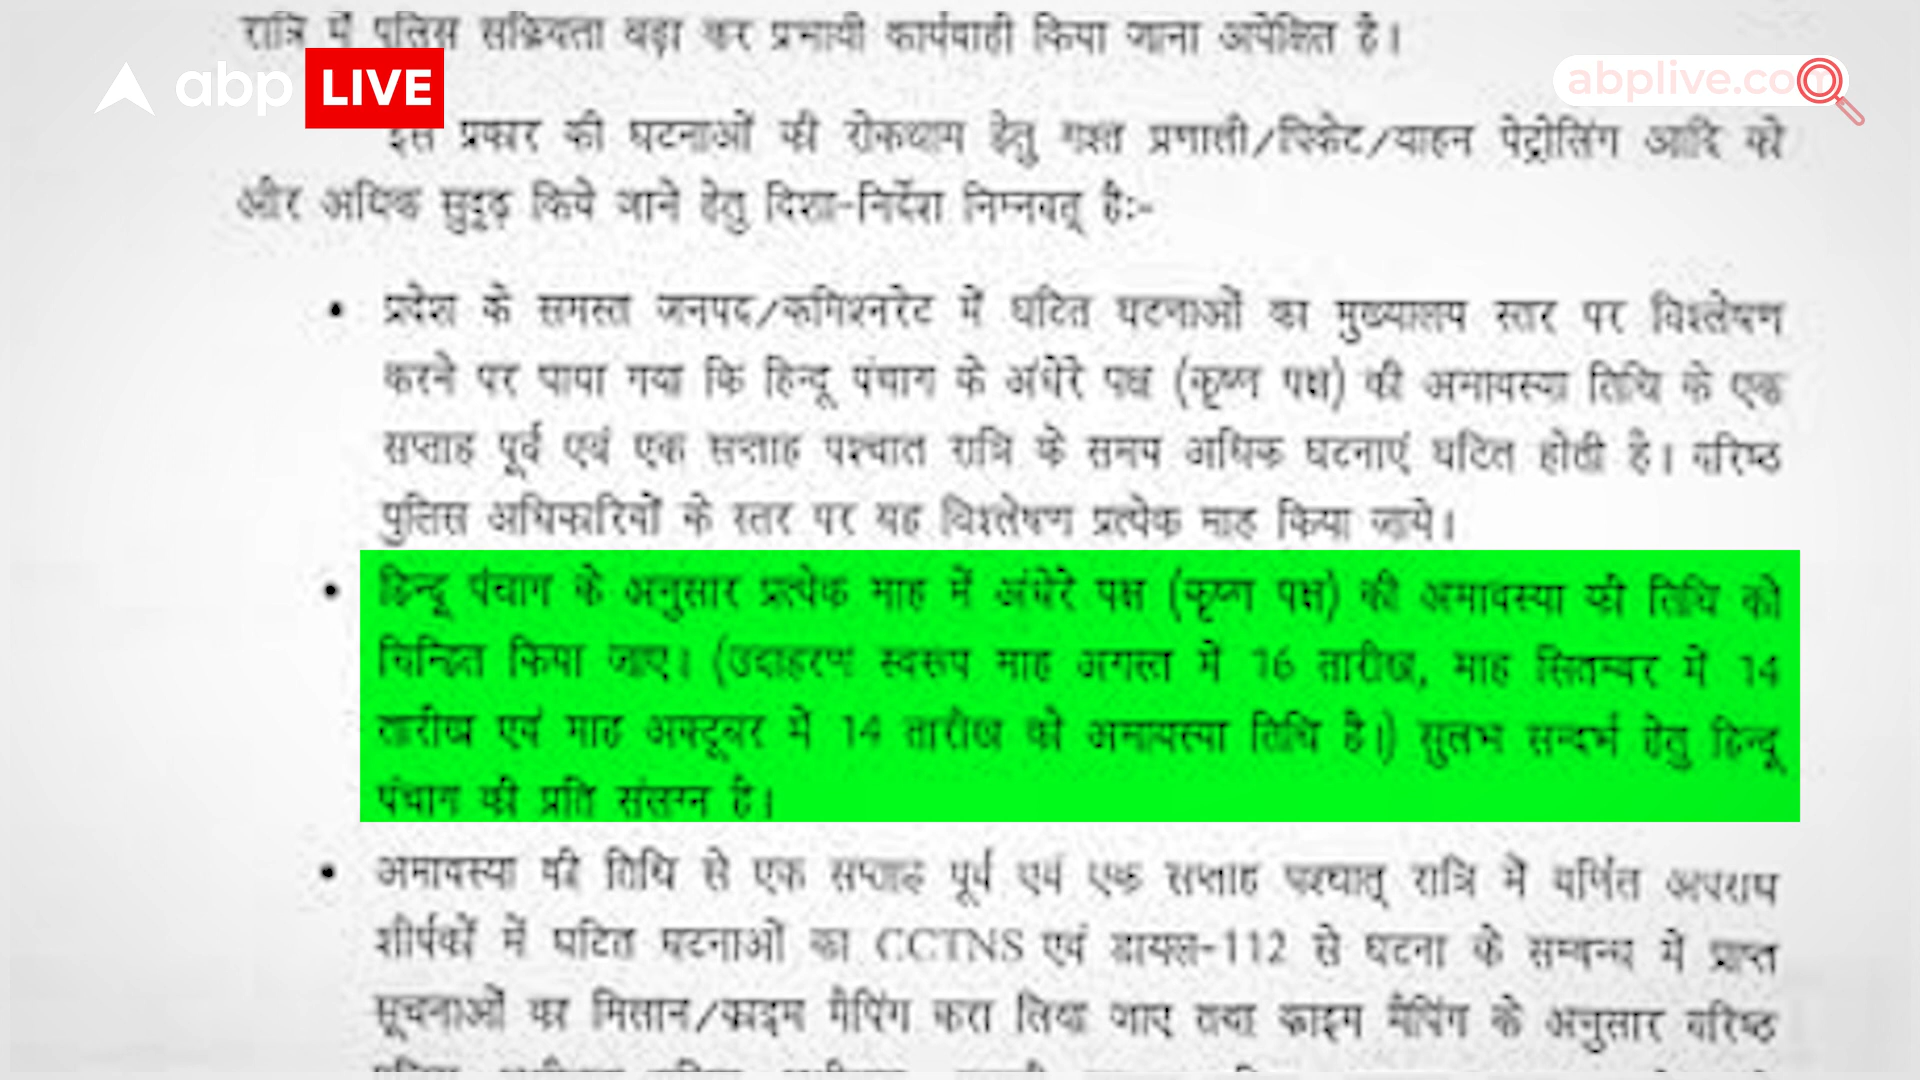 रात्रि में पुलिस सक्रियता बढ़ा कर प्रभावी कार्यवाही किया जाना अपेक्षित है।
abp LIVE
abplive.com
इस प्रकार की घटनाओं की रोकथाम हेतु गश्त प्रणाली/पिकेट/वाहन पेट्रोलिंग आदि को
और अधिक सुदृढ़ किये जाने हेतु दिशा-निर्देश निम्नवत् हैः-
• प्रदेश के समस्त जनपद/कमिश्नरेट में घटित घटनाओं का मुख्यालय स्तर पर विश्लेषण
करने पर पाया गया कि हिन्दू पंचाग के अंधेरे पक्ष (कृष्ण पक्ष) की अमावस्या तिथि के एक
सप्ताह पूर्व एवं एक सप्ताह पश्चात रात्रि के समय अधिक घटनाएं घटित होती है। वरिष्ठ
पुलिस अधिकारियों के स्तर पर यह विश्लेषण प्रत्येक माह किया जाये।
• हिन्दू पंचाग के अनुसार प्रत्येक माह में अंधेरे पक्ष (कृष्ण पक्ष) की अमावस्या की तिथि को
चिन्हित किया जाए। (उदाहरण स्वरूप माह अगस्त में 16 तारीख, माह सितम्बर में 14
तारीख एवं माह अक्टूबर में 14 तारीख को अमावस्या तिथि है।) सुलभ सन्दर्भ हेतु हिन्दू
पंचाग की प्रति संलग्न है।
• अमावस्या की तिथि से एक सप्ताह पूर्व एवं एक सप्ताह पश्चात् रात्रि में वर्णित अपराध
शीर्षकों में घटित घटनाओं का CCTNS एवं डायल-112 से घटना के सम्बन्ध में प्राप्त
सूचनाओं का मिलान/क्राइम मैपिंग करा लिया जाए तथा क्राइम मैपिंग के अनुसार वरिष्ठ